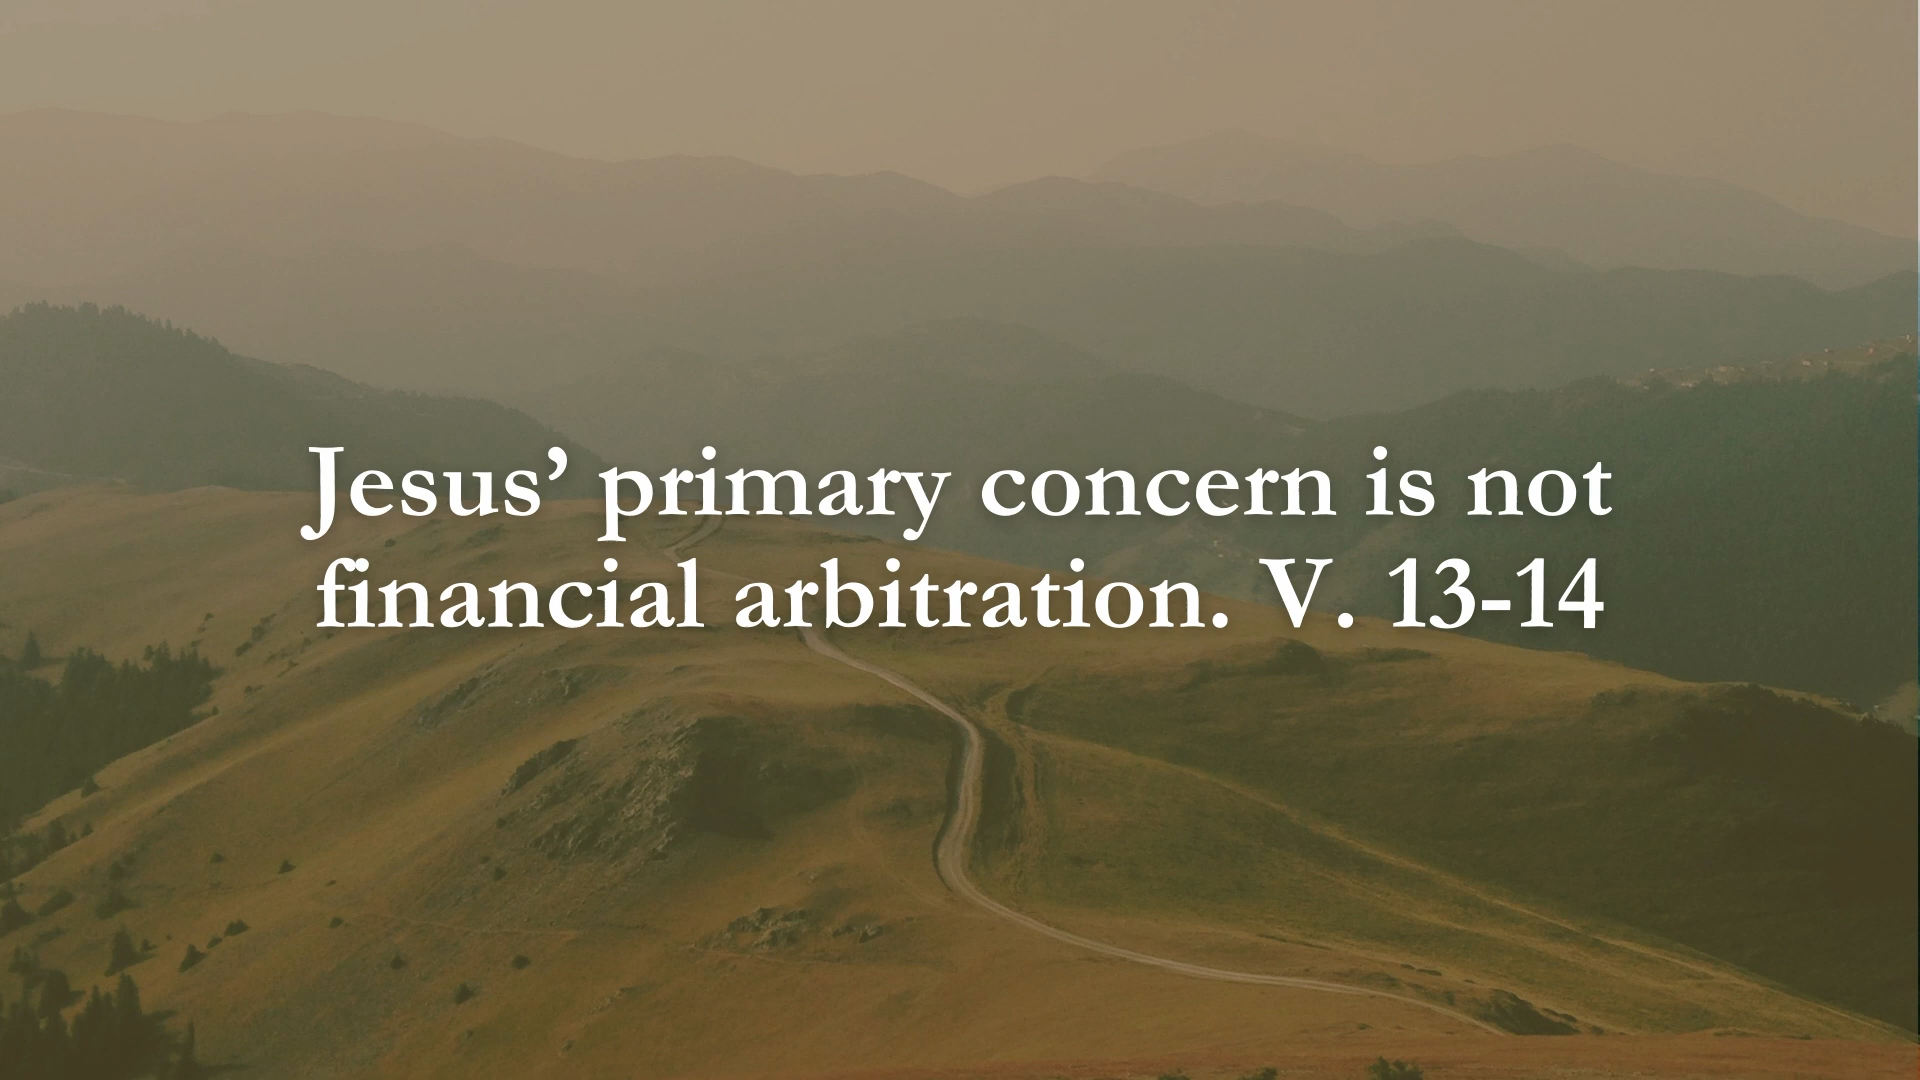 Jesus’ primary concern is not
financial arbitration. V. 13-14